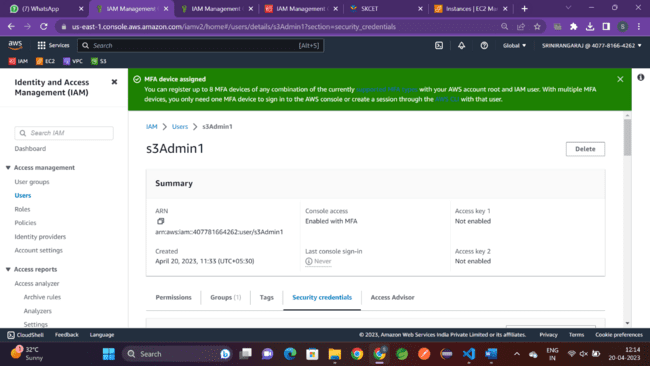 (7) WhatsApp
IAM Management
IAM Management
IAM Management
SKCET
Instances | EC2 Man
us-east-1.console.aws.amazon.com/iamv2/home#/users/details/s3Admin1?section=security_credentials
S
aws
Services
Search
[Alt+S]
Global
SRINIRANGARAJ @ 4077-8166-4262
IAM
EC2
VPC
S3
Identity and Access
Management (IAM)
Search IAM
Dashboard
Access management
User groups
Users
Roles
Policies
Identity providers
Account settings
Access reports
Access analyzer
Archive rules
Analyzers
Settings
MFA device assigned
You can register up to 8 MFA devices of any combination of the currently with your AWS account root and IAM user. With multiple MFA
devices, you only need one MFA device to sign in to the AWS console or create a session through the with that user.
IAM > Users > s3Admin1
s3Admin1
Delete
Summary
ARN
arn:aws:iam::407781664262:user/s3Admin1
Console access
Enabled with MFA
Access key 1
Not enabled
Created
April 20, 2023, 11:33 (UTC+05:30)
Last console sign-in
Never
Access key 2
Not enabled
Permissions
Groups (1)
Tags
Security credentials
Access Advisor
CloudShell
Feedback
Language
© 2023, Amazon Web Services India Private Limited or its affiliates.
Privacy
Terms
Cookie preferences
1
32°C
Sunny
Search
ENG
IN
12:14
20-04-2023